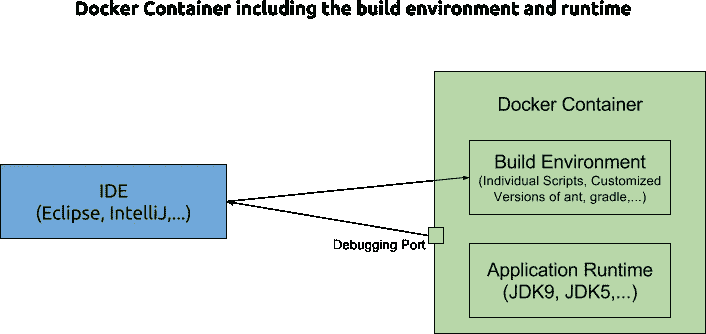 Docker Container including the build environment and runtime
Docker Container
Build Environment
(Individual Scripts, Customized
Versions of ant, gradle,...)
IDE
(Eclipse, IntelliJ,...)
Debugging Port
Application Runtime
(JDK9, JDK5,...)